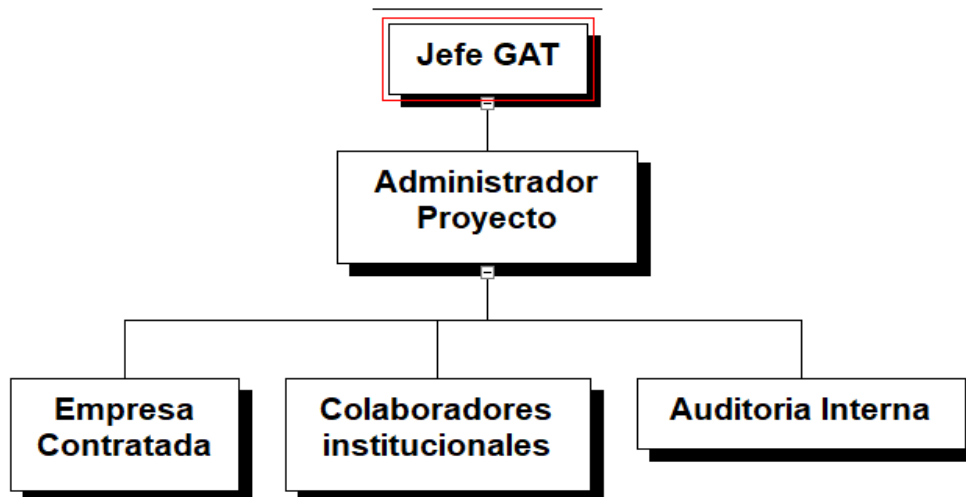 Jefe GAT
Administrador
Proyecto
Empresa
Contratada
Colaboradores
institucionales
Auditoria Interna